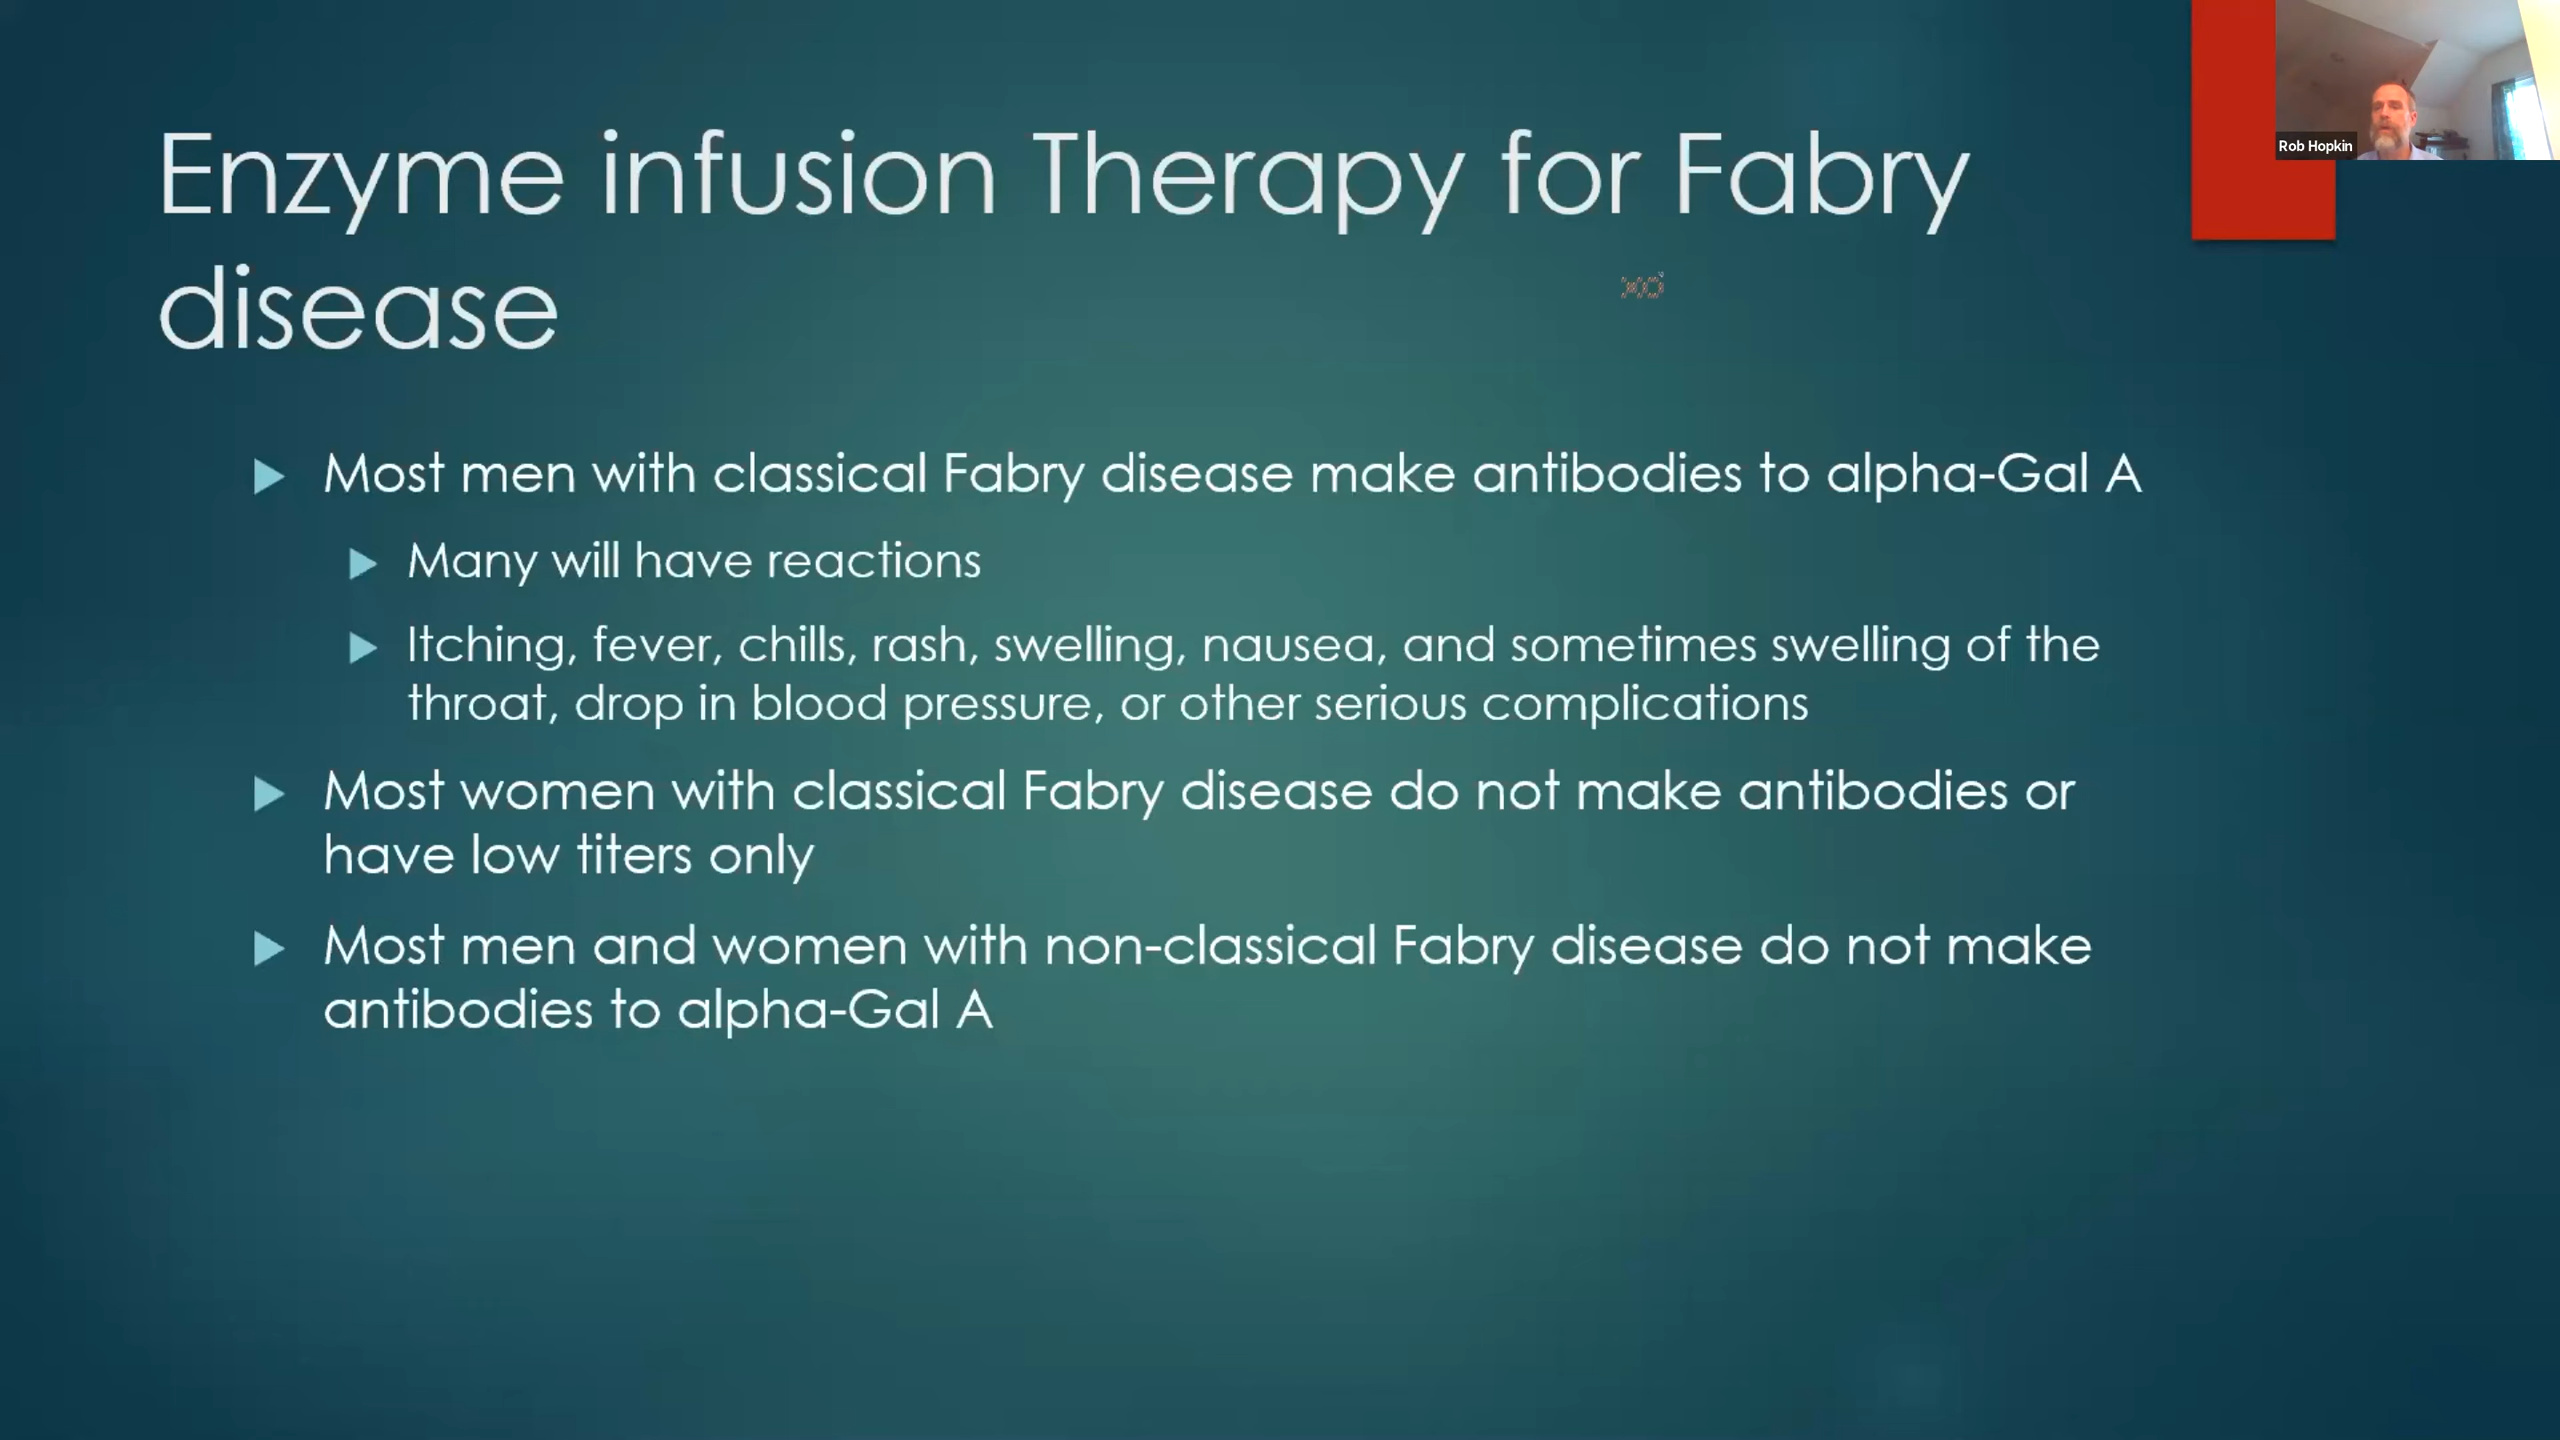 Enzyme infusion Therapy for Fabry
disease
Rob Hopkin
Most men with classical Fabry disease make antibodies to alpha-Gal A
Many will have reactions
Itching, fever, chills, rash, swelling, nausea, and sometimes swelling of the
throat, drop in blood pressure, or other serious complications
Most women with classical Fabry disease do not make antibodies or
have low titers only
Most men and women with non-classical Fabry disease do not make
antibodies to alpha-Gal A